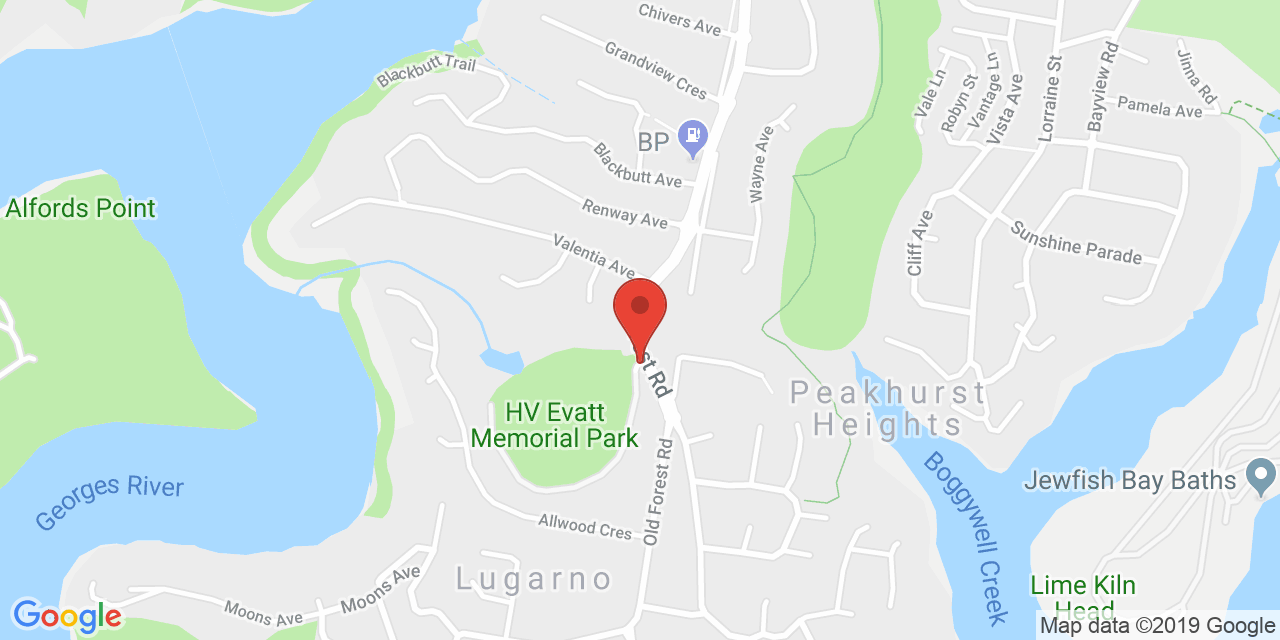 Chivers Ave
Grandview Cres
Blackbutt Trail
BP
Blackbutt Ave
Wayne Ave
Renway Ave
Valentia Ave
Alfords Point
Vale Ln
Robyn St
Vantage Ln
Vista Ave
Lorraine St
Bayview Rd
Jinna Rd
Pamela Ave
Cliff Ave
Sunshine Parade
st Rd
Peakhurst
Heights
HV Evatt
Memorial Park
Georges River
Old Forest Rd
Boggywell Creek
Jewfish Bay Baths
Allwood Cres
Lugarno
Moons Ave
Moons Ave
Lime Kiln
Head
Google
Map data ©2019 Google